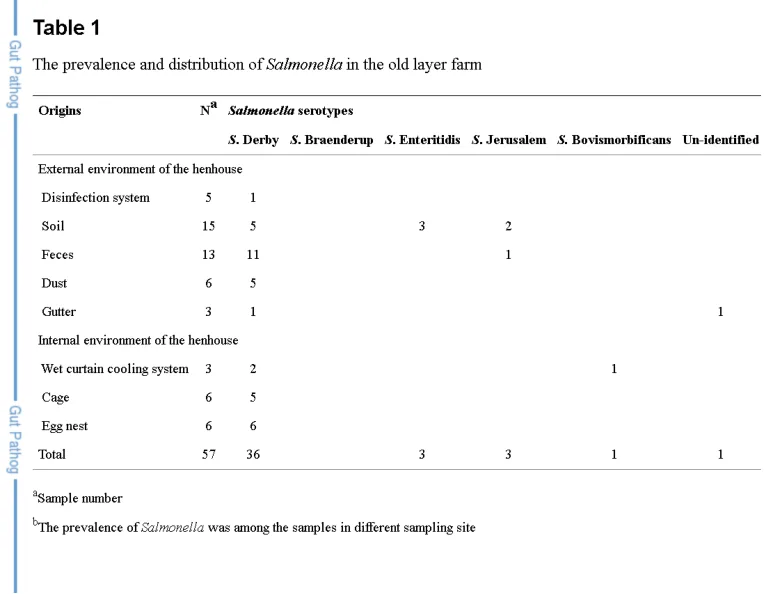 Table 1
The prevalence and distribution of Salmonella in the old layer farm
Origins Nᵃ Salmonella serotypes
S. Derby S. Braenderup S. Enteritidis S. Jerusalem S. Bovismorbificans Un-identified
External environment of the henhouse
Disinfection system 5 1
Soil 15 5 3 2
Feces 13 11 1
Dust 6 5
Gutter 3 1 1
Internal environment of the henhouse
Wet curtain cooling system 3 2 1
Cage 6 5
Egg nest 6 6
Total 57 36 3 3 1 1
ᵃSample number
ᵇThe prevalence of Salmonella was among the samples in different sampling site
Gut Pathog
Gut Pathog